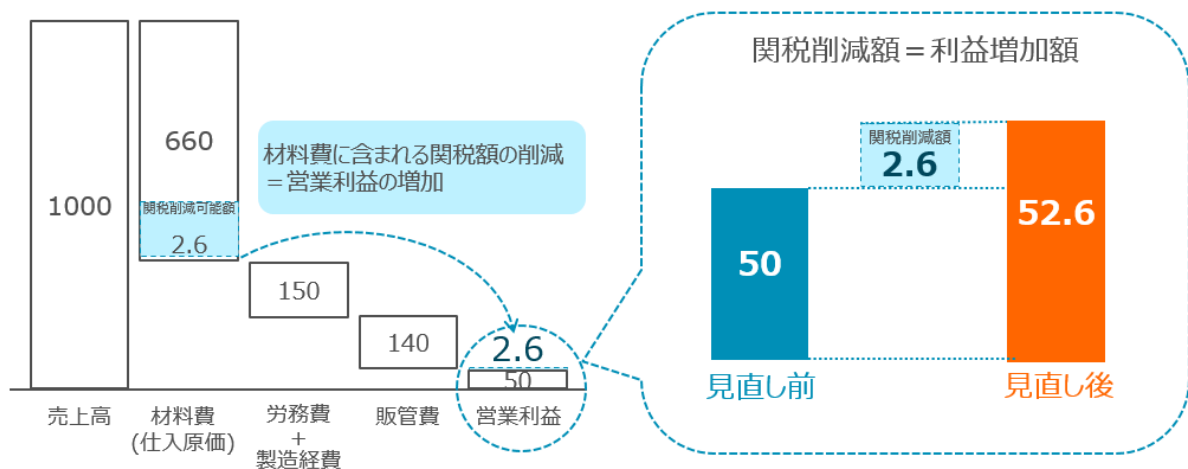 関税削減額＝利益増加額
1000
660
関税削減可能額
2.6
材料費に含まれる関税額の削減
＝営業利益の増加
150
140
2.6
50
売上高
材料費
(仕入原価)
労務費
+
製造経費
販管費
営業利益
関税削減額
2.6
50
52.6
見直し前
見直し後